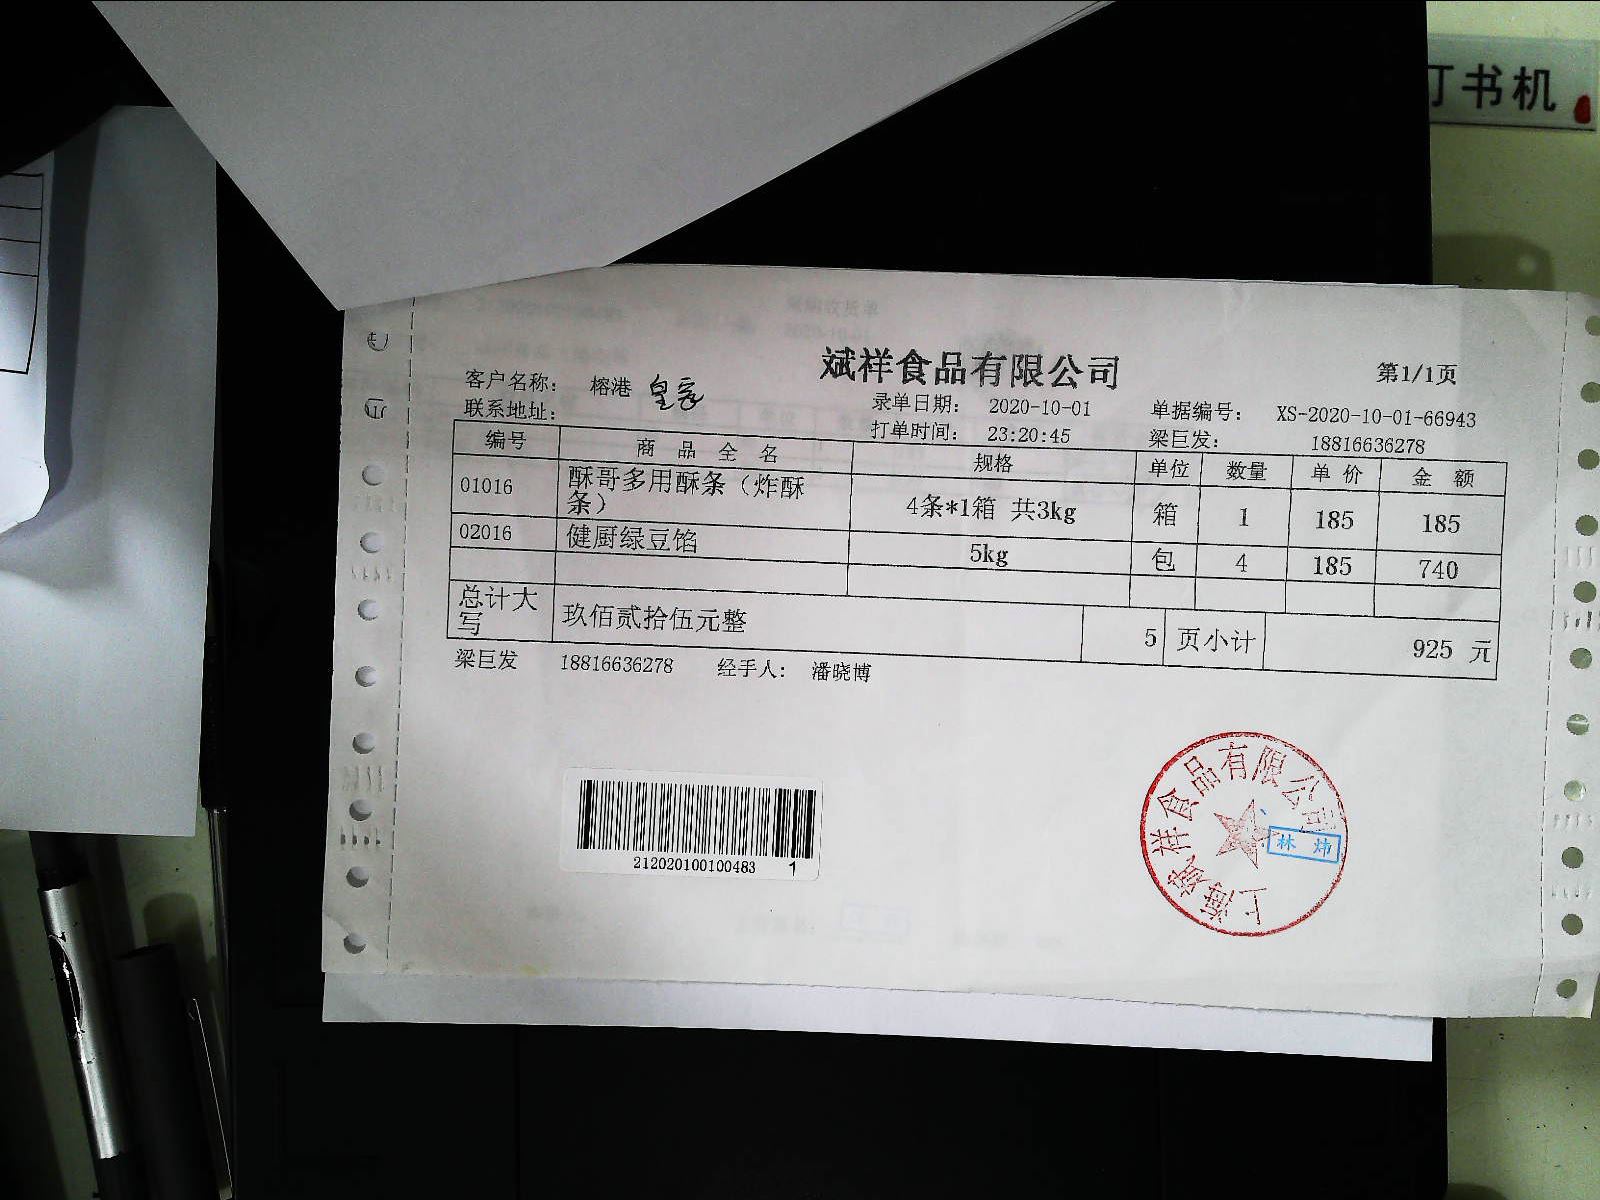 订书机
斌祥食品有限公司
第1/1页
客户名称: 榕港 皇家
录单日期: 2020-10-01 单据编号: XS-2020-10-01-66943
联系地址:
打单时间: 23:20:45 梁巨发: 18816636278
编号 商 品 全 名 规格 单位 数量 单 价 金 额
01016 酥哥多用酥条（炸酥条） 4条*1箱 共3kg 箱 1 185 185
02016 健厨绿豆馅 5kg 包 4 185 740
总计大写 玖佰贰拾伍元整 5 页小计 925 元
梁巨发 18816636278 经手人: 潘晓博
212020100100483 1
上海斌祥食品有限公司
林 炜